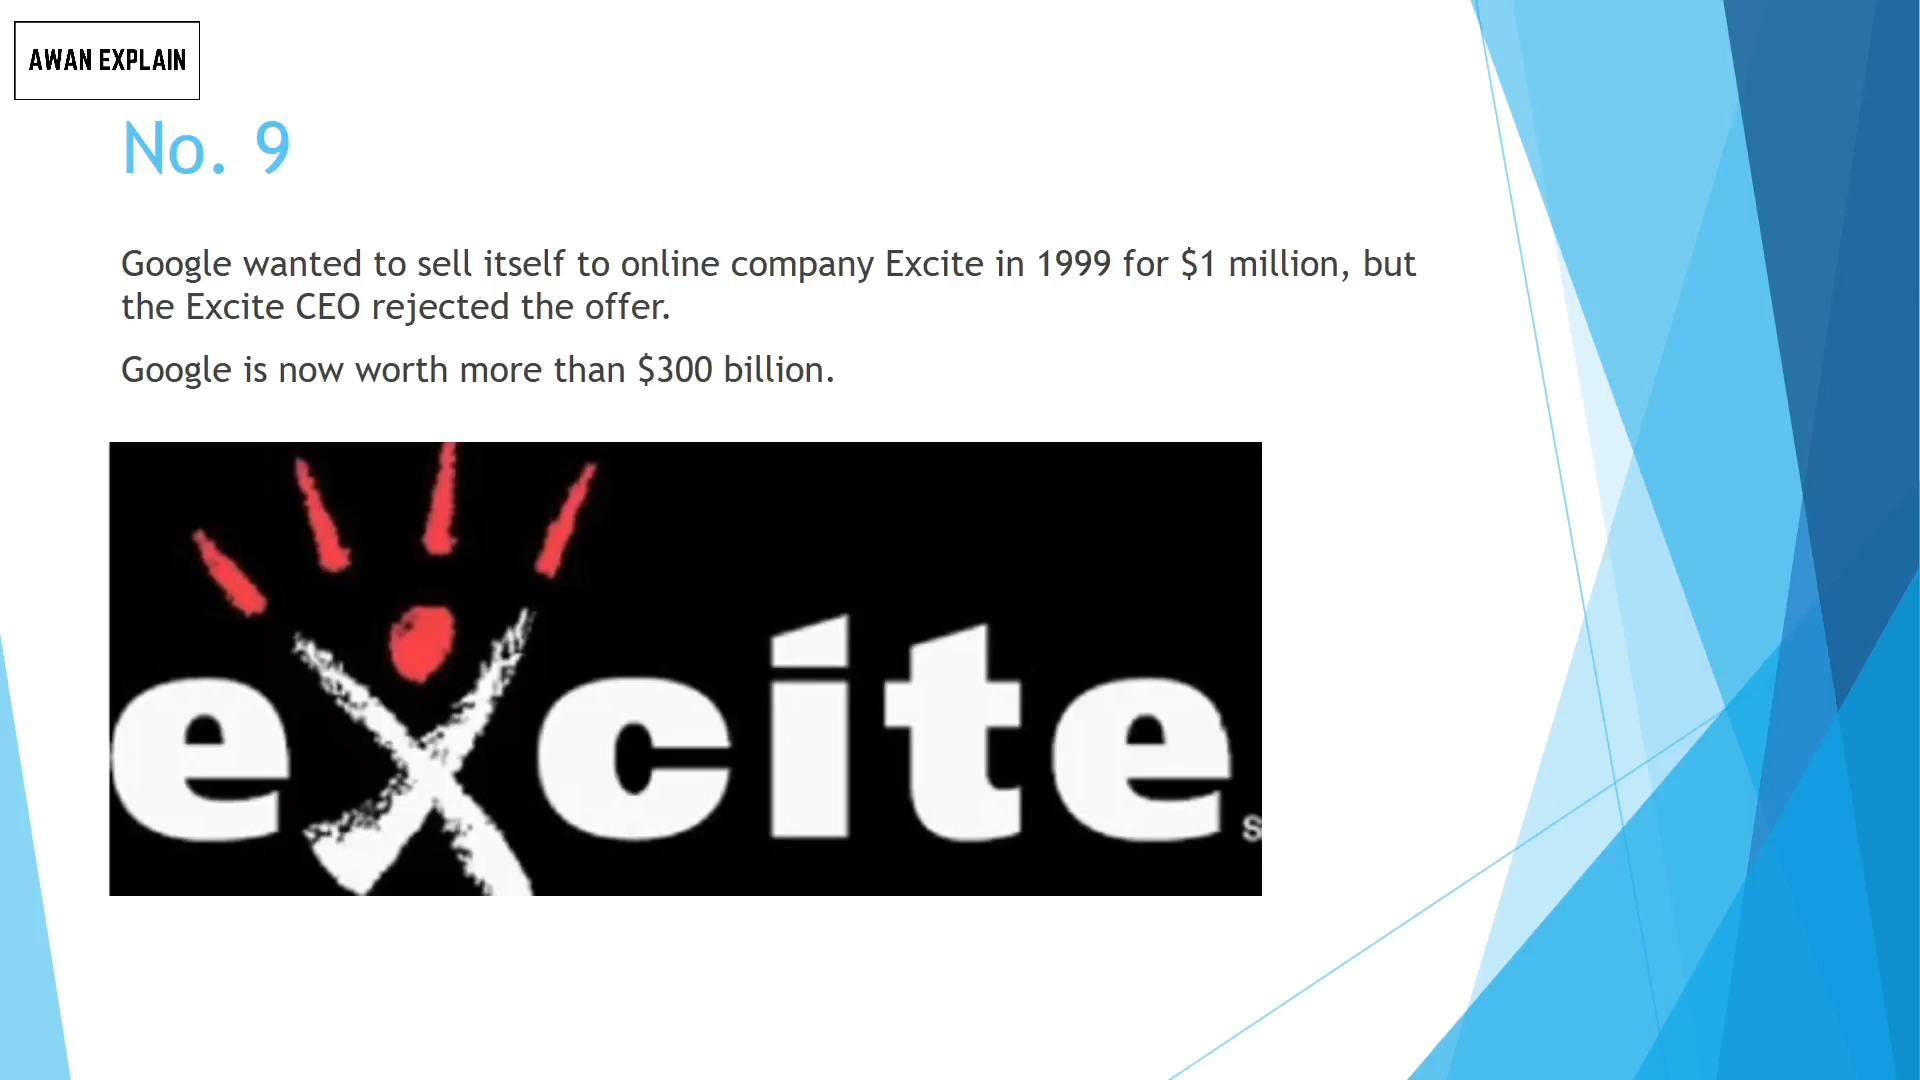 AWAN EXPLAIN
No. 9
Google wanted to sell itself to online company Excite in 1999 for $1 million, but
the Excite CEO rejected the offer.
Google is now worth more than $300 billion.
excite